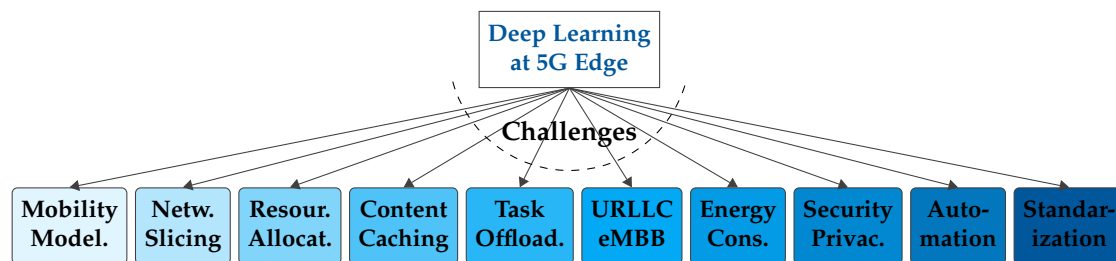 Deep Learning
at 5G Edge
Challenges
Mobility
Model.
Netw.
Slicing
Resour.
Allocat.
Content
Caching
Task
Offload.
URLLC
eMBB
Energy
Cons.
Security
Privac.
Auto-
mation
Standar-
ization